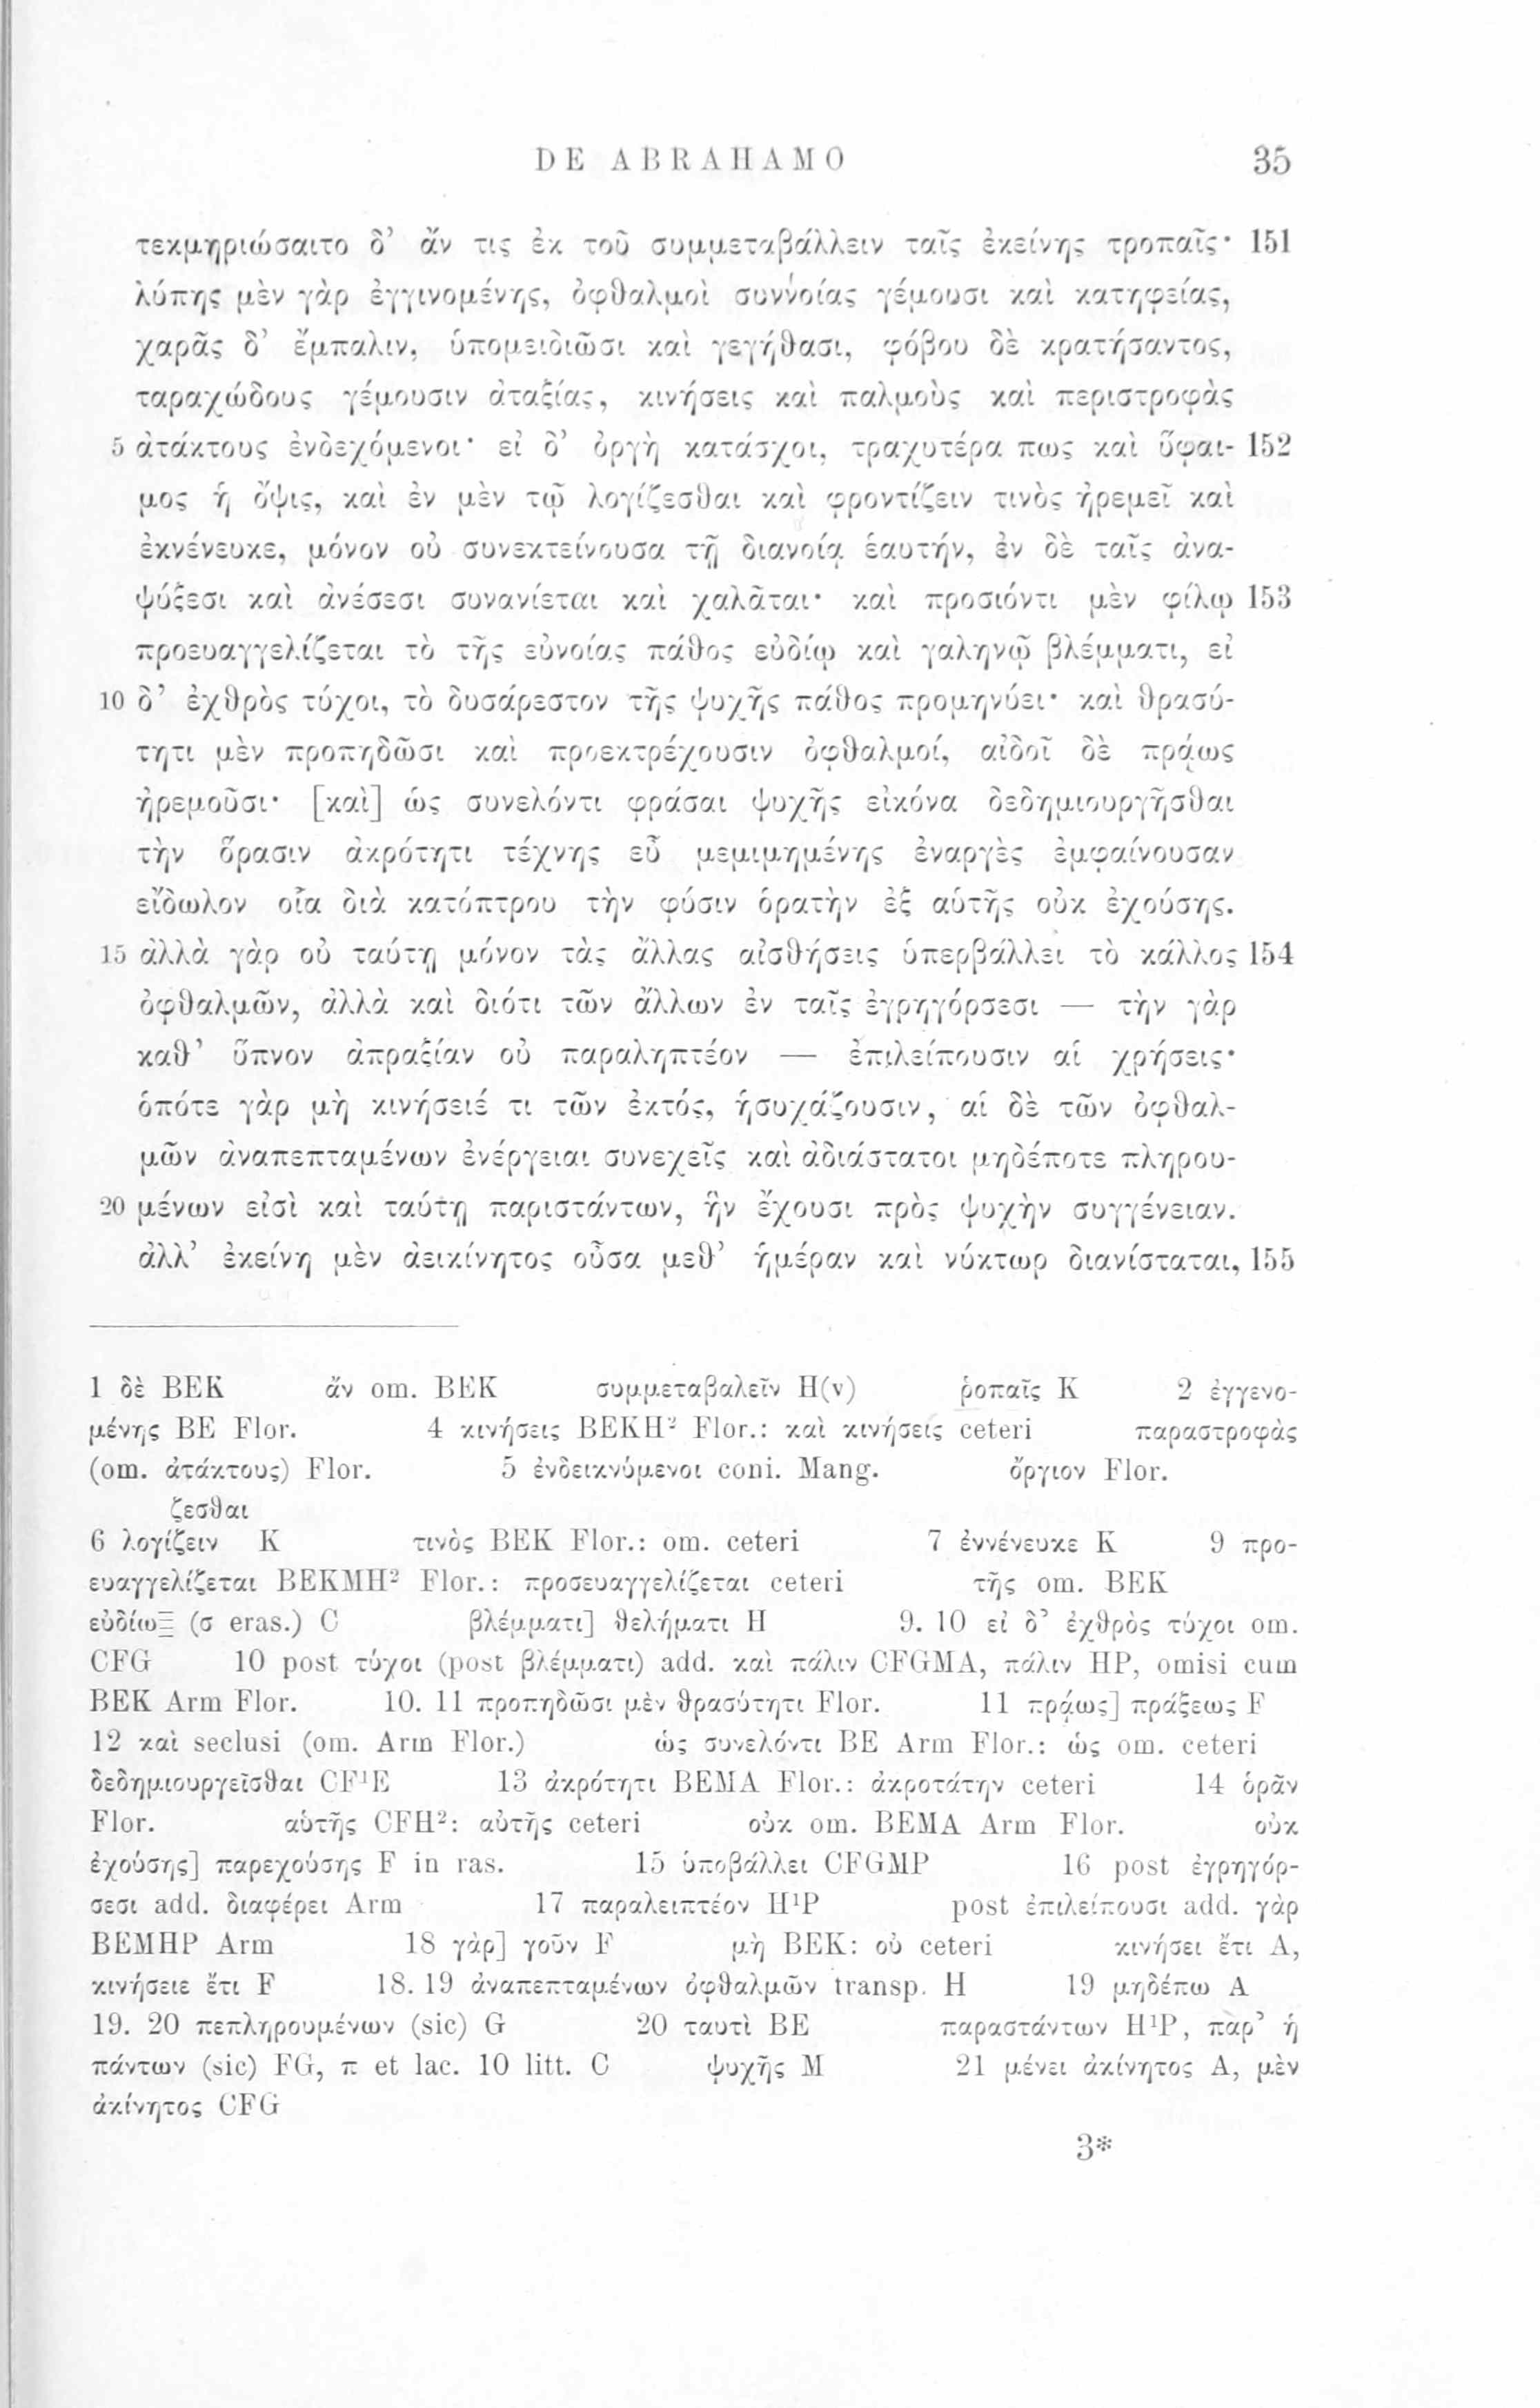 DE ABRAHAMO 35
τεκμηριώσαιτο δ’ ἄν τις ἐκ τοῦ συμμεταβάλλειν ταῖς ἐκείνης τροπαῖς· 151
λύπης μὲν γὰρ ἐγγινομένης, ὀφθαλμοὶ συννοίας γέμουσι καὶ κατηφείας,
χαρᾶς δ’ ἔμπαλιν, ὑπομειδιῶσι καὶ γεγήθασι, φόβου δὲ κρατήσαντος,
ταραχώδους γέμουσιν ἀταξίας, κινήσεις καὶ παλμοὺς καὶ περιστροφὰς
5 ἀτάκτους ἐνδεχόμενοι· εἰ δ’ ὀργὴ κατάσχοι, τραχυτέρα πως καὶ ὕφαι- 152
μος ἡ ὄψις, καὶ ἐν μὲν τῷ λογίζεσθαι καὶ φροντίζειν τινὸς ἠρεμεῖ καὶ
ἐκνένευκε, μόνον οὐ συνεκτείνουσα τῇ διανοίᾳ ἑαυτήν, ἐν δὲ ταῖς ἀνα-
ψύξεσι καὶ ἀνέσεσι συνανίεται καὶ χαλᾶται· καὶ προσιόντι μὲν φίλῳ 153
προευαγγελίζεται τὸ τῆς εὐνοίας πάθος εὐδίῳ καὶ γαληνῷ βλέμματι, εἰ
10 δ’ ἐχθρὸς τύχοι, τὸ δυσάρεστον τῆς ψυχῆς πάθος προμηνύει· καὶ θρασύ-
τητι μὲν προπηδῶσι καὶ προεκτρέχουσιν ὀφθαλμοί, αἰδοῖ δὲ πρᾴως
ἠρεμοῦσι· [καὶ] ὡς συνελόντι φράσαι ψυχῆς εἰκόνα δεδημιουργῆσθαι
τὴν ὅρασιν ἀκρότητι τέχνης εὖ μεμιμημένης ἐναργὲς ἐμφαίνουσαν
εἴδωλον οἷα διὰ κατόπτρου τὴν φύσιν ὁρατὴν ἐξ αὑτῆς οὐκ ἐχούσης.
15 ἀλλὰ γὰρ οὐ ταύτῃ μόνον τὰς ἄλλας αἰσθήσεις ὑπερβάλλει τὸ κάλλος 154
ὀφθαλμῶν, ἀλλὰ καὶ διότι τῶν ἄλλων ἐν ταῖς ἐγρηγόρσεσι — τὴν γὰρ
καθ’ ὕπνον ἀπραξίαν οὐ παραληπτέον — ἐπιλείπουσιν αἱ χρήσεις·
ὁπότε γὰρ μὴ κινήσειέ τι τῶν ἐκτός, ἡσυχάζουσιν, αἱ δὲ τῶν ὀφθαλ-
μῶν ἀναπεπταμένων ἐνέργειαι συνεχεῖς καὶ ἀδιάστατοι μηδέποτε πληρου-
20 μένων εἰσὶ καὶ ταύτῃ παριστάντων, ἣν ἔχουσι πρὸς ψυχὴν συγγένειαν.
ἀλλ’ ἐκείνη μὲν ἀεικίνητος οὖσα μεθ’ ἡμέραν καὶ νύκτωρ διανίσταται, 155
1 δὲ BEK ἄν om. BEK συμμεταβαλεῖν H(v) ῥοπαῖς K 2 ἐγγενο-
μένης BE Flor. 4 κινήσεις BEKH² Flor.: καὶ κινήσεις ceteri παραστροφὰς
(om. ἀτάκτους) Flor. 5 ἐνδεικνύμενοι coni. Mang. ὄργιον Flor.
ζεσθαι
6 λογίζειν K τινὸς BEK Flor.: om. ceteri 7 ἐννένευκε K 9 προ-
ευαγγελίζεται BEKMH² Flor.: προσευαγγελίζεται ceteri τῆς om. BEK
εὐδίω (σ eras.) C βλέμματι] θελήματι H 9. 10 εἰ δ’ ἐχθρὸς τύχοι om.
CFG 10 post τύχοι (post βλέμματι) add. καὶ πάλιν CFGMA, πάλιν HP, omisi cum
BEK Arm Flor. 10. 11 προπηδῶσι μὲν θρασύτητι Flor. 11 πρᾴως] πράξεως F
12 καὶ seclusi (om. Arm Flor.) ὡς συνελόντι BE Arm Flor.: ὡς om. ceteri
δεδημιουργεῖσθαι CF¹E 13 ἀκρότητι BEMA Flor.: ἀκροτάτην ceteri 14 ὁρᾶν
Flor. αὑτῆς CFH²: αὐτῆς ceteri οὐκ om. BEMA Arm Flor. οὐκ
ἐχούσης] παρεχούσης F in ras. 15 ὑποβάλλει CFGMP 16 post ἐγρηγόρ-
σεσι add. διαφέρει Arm 17 παραλειπτέον H¹P post ἐπιλείπουσι add. γὰρ
BEMHP Arm 18 γὰρ] γοῦν F μὴ BEK: οὐ ceteri κινήσει ἔτι A,
κινήσειε ἔτι F 18. 19 ἀναπεπταμένων ὀφθαλμῶν transp. H 19 μηδέπω A
19. 20 πεπληρουμένων (sic) G 20 ταυτὶ BE παραστάντων H¹P, παρ’ ἡ
πάντων (sic) FG, π et lac. 10 litt. C ψυχῆς M 21 μένει ἀκίνητος A, μὲν
ἀκίνητος CFG
3*